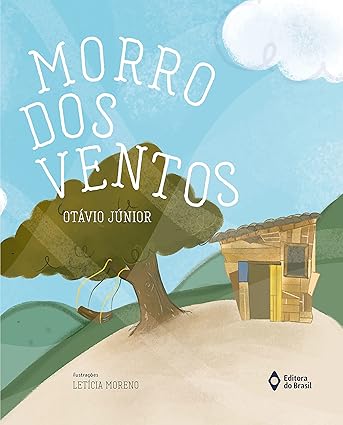 MORRO
DOS
VENTOS
OTÁVIO JÚNIOR
Ilustrações
LETÍCIA MORENO
Editora
do Brasil